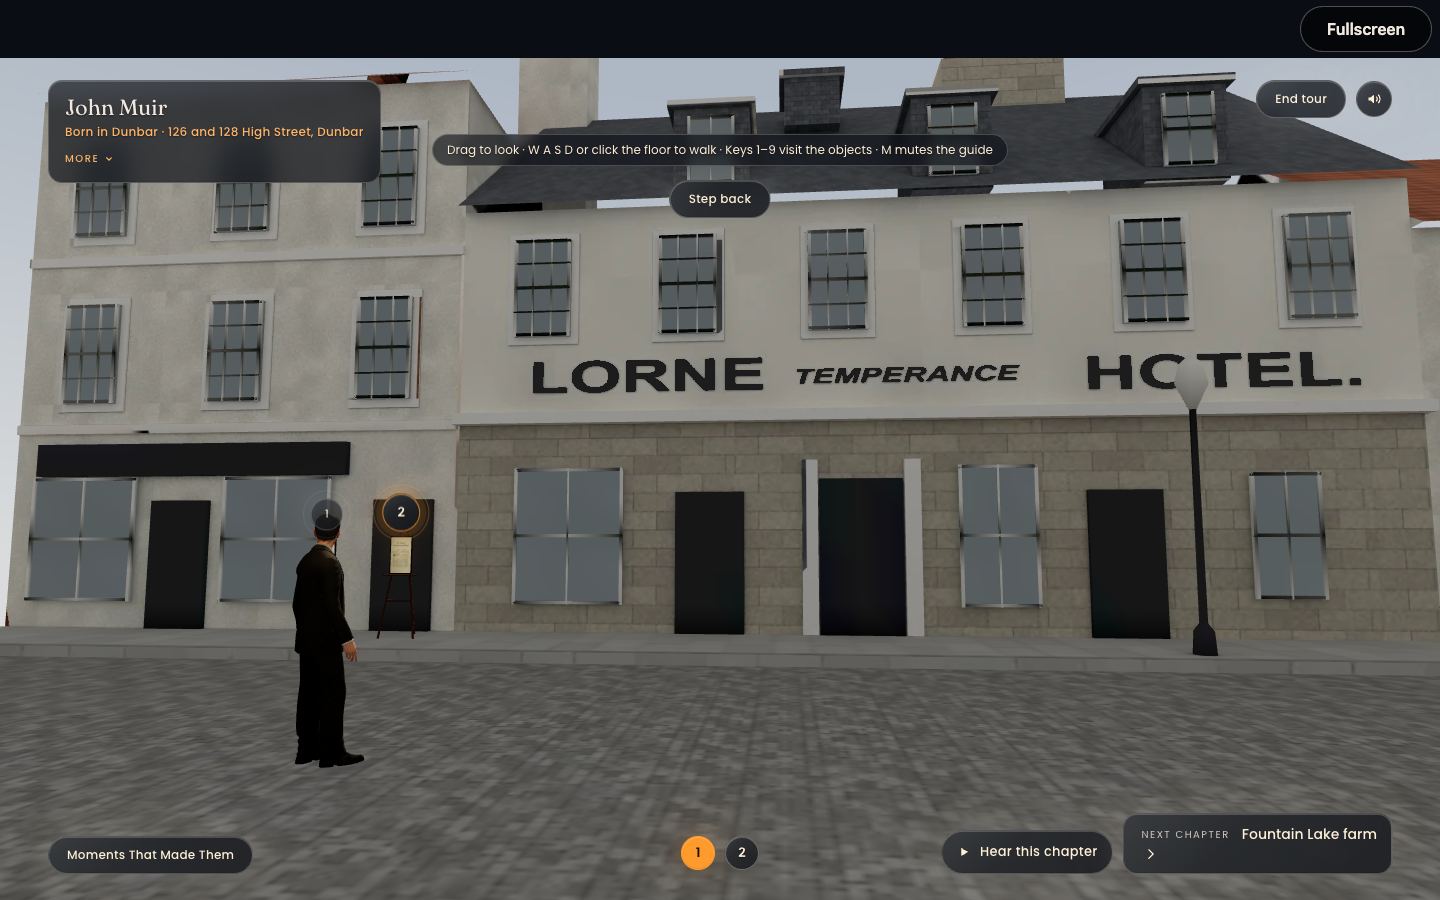 Fullscreen
John Muir
Born in Dunbar · 126 and 128 High Street, Dunbar
MORE
End tour
Drag to look · W A S D or click the floor to walk · Keys 1–9 visit the objects · M mutes the guide
Step back
LORNE TEMPERANCE HOTEL.
1
2
Moments That Made Them
1 2
Hear this chapter
NEXT CHAPTER Fountain Lake farm